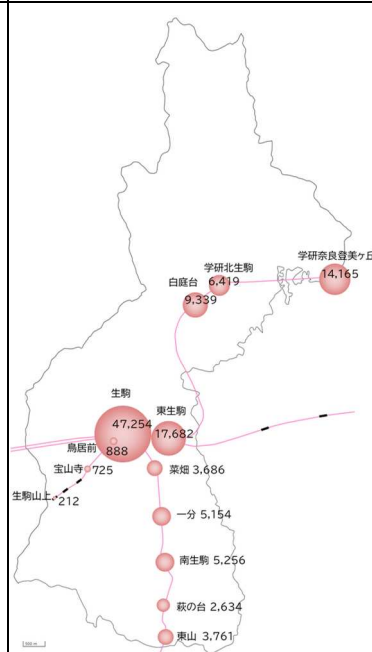 学研奈良登美ヶ丘
14,165
学研北生駒
6,419
白庭台
9,339
生駒
47,254
東生駒
17,682
鳥居前
888
宝山寺 725
生駒山上 212
菜畑 3,686
一分 5,154
南生駒 5,256
萩の台 2,634
東山 3,761